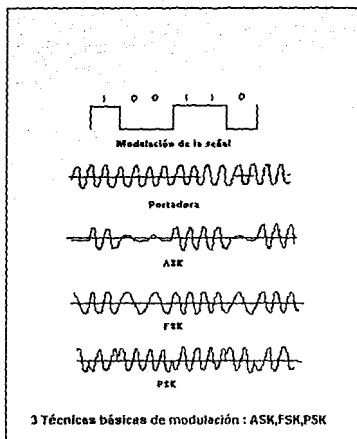 1 0 0 1 1 0
Modulación de la señal
Portadora
ASK
FSK
PSK
3 Técnicas básicas de modulación : ASK,FSK,PSK